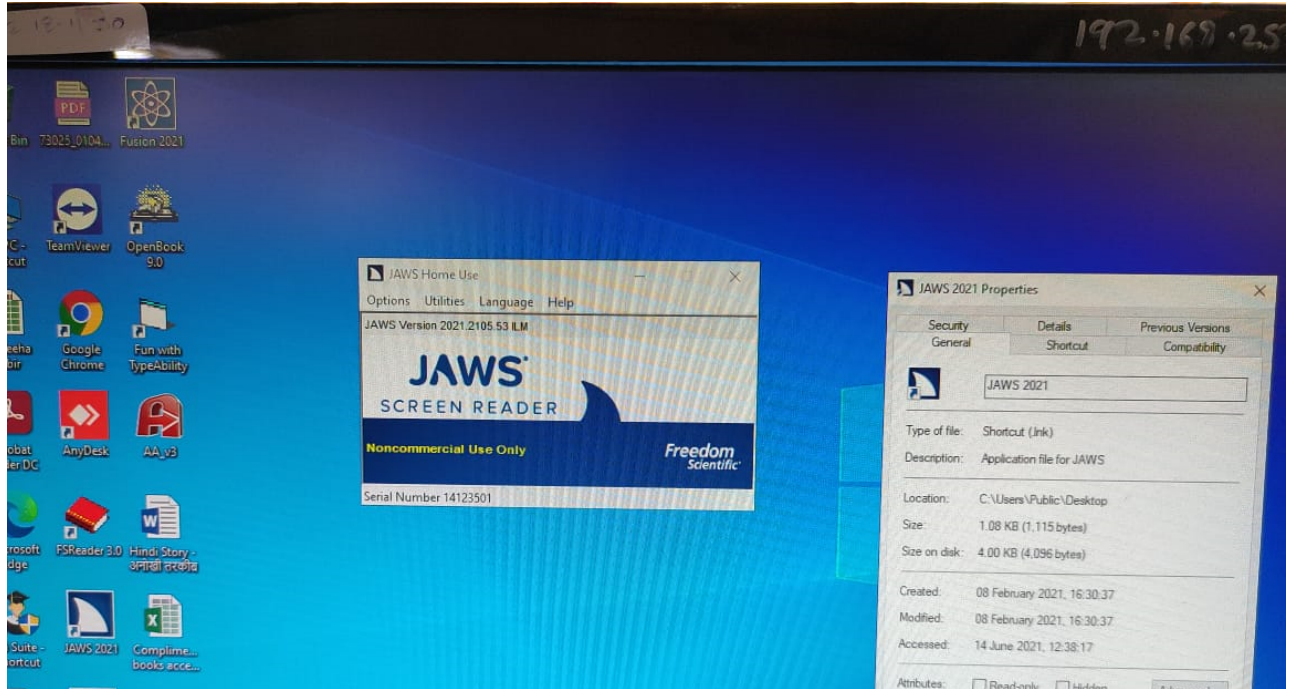 192.168.25
Bin
73025_0104...
Fusion 2021
PDF
TeamViewer
OpenBook
9.0
Google
Chrome
Fun with
TypeAbility
AnyDesk
AA_v3
FSReader 3.0
Hindi Story -
अनोखी तरकीब
Suite -
JAWS 2021
Complime...
books acce...
JAWS Home Use
Options Utilities Language Help
JAWS Version 2021.2105.53 ILM
JAWS®
SCREEN READER
Noncommercial Use Only
Freedom
Scientific®
Serial Number 14123501
JAWS 2021 Properties
Security Details Previous Versions
General Shortcut Compatibility
JAWS 2021
Type of file: Shortcut (.lnk)
Description: Application file for JAWS
Location: C:\Users\Public\Desktop
Size: 1.08 KB (1,115 bytes)
Size on disk: 4.00 KB (4,096 bytes)
Created: 08 February 2021, 16:30:37
Modified: 08 February 2021, 16:30:37
Accessed: 14 June 2021, 12:38:17
Attributes: Read-only Hidden